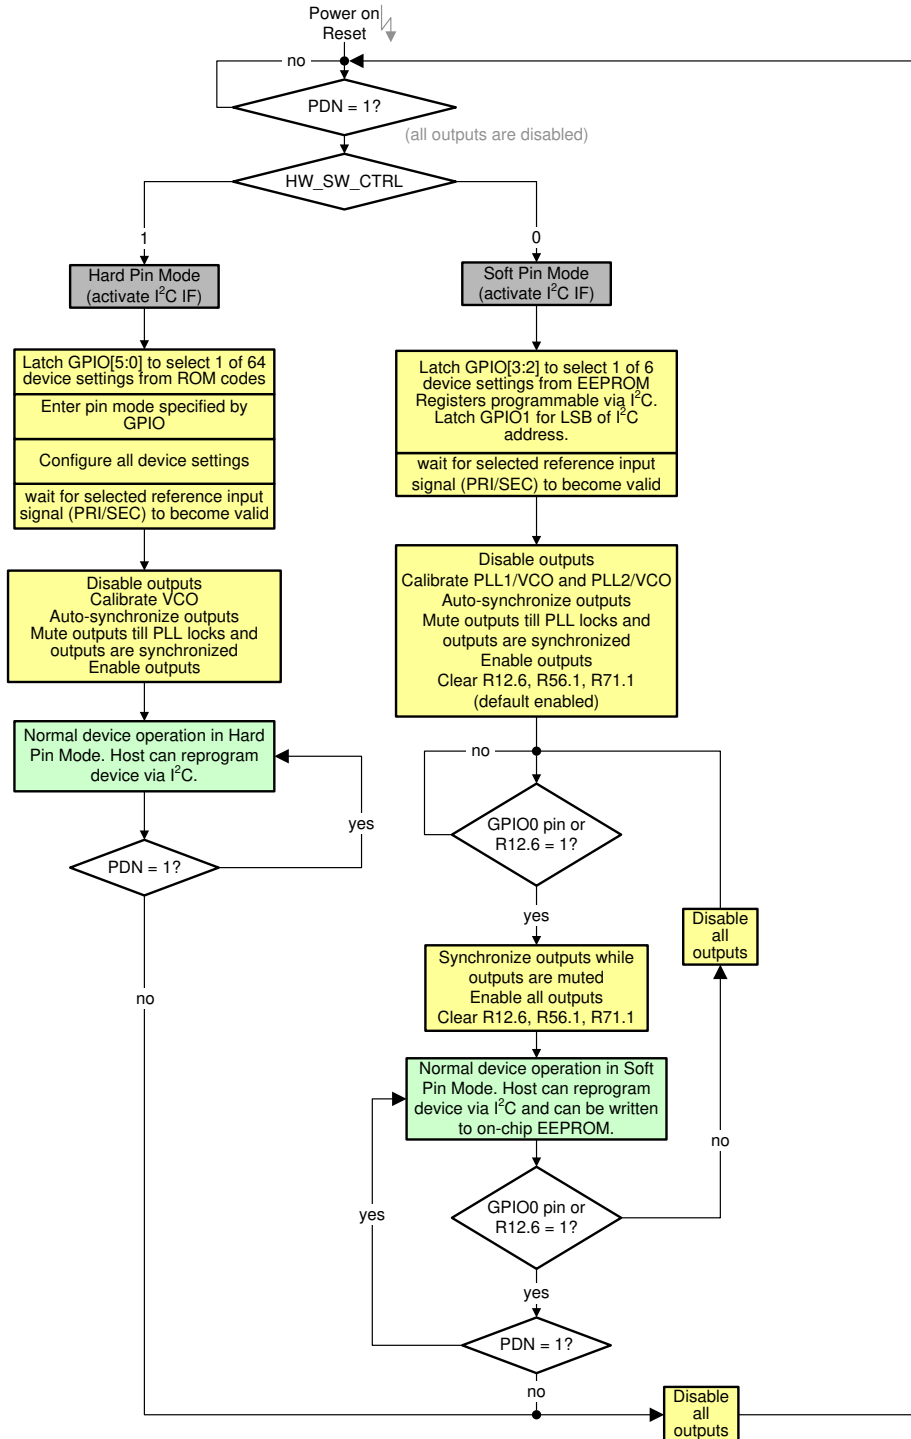 Power on
Reset
no
PDN = 1?
(all outputs are disabled)
HW_SW_CTRL
1
0
Hard Pin Mode
(activate I²C IF)
Soft Pin Mode
(activate I²C IF)
Latch GPIO[5:0] to select 1 of 64
device settings from ROM codes
Enter pin mode specified by
GPIO
Configure all device settings
wait for selected reference input
signal (PRI/SEC) to become valid
Latch GPIO[3:2] to select 1 of 6
device settings from EEPROM
Registers programmable via I²C.
Latch GPIO1 for LSB of I²C
address.
wait for selected reference input
signal (PRI/SEC) to become valid
Disable outputs
Calibrate VCO
Auto-synchronize outputs
Mute outputs till PLL locks and
outputs are synchronized
Enable outputs
Disable outputs
Calibrate PLL1/VCO and PLL2/VCO
Auto-synchronize outputs
Mute outputs till PLL locks and
outputs are synchronized
Enable outputs
Clear R12.6, R56.1, R71.1
(default enabled)
Normal device operation in Hard
Pin Mode. Host can reprogram
device via I²C.
yes
PDN = 1?
no
no
GPIO0 pin or
R12.6 = 1?
yes
Disable
all
outputs
Synchronize outputs while
outputs are muted
Enable all outputs
Clear R12.6, R56.1, R71.1
Normal device operation in Soft
Pin Mode. Host can reprogram
device via I²C and can be written
to on-chip EEPROM.
no
GPIO0 pin or
R12.6 = 1?
yes
yes
PDN = 1?
no
Disable
all
outputs